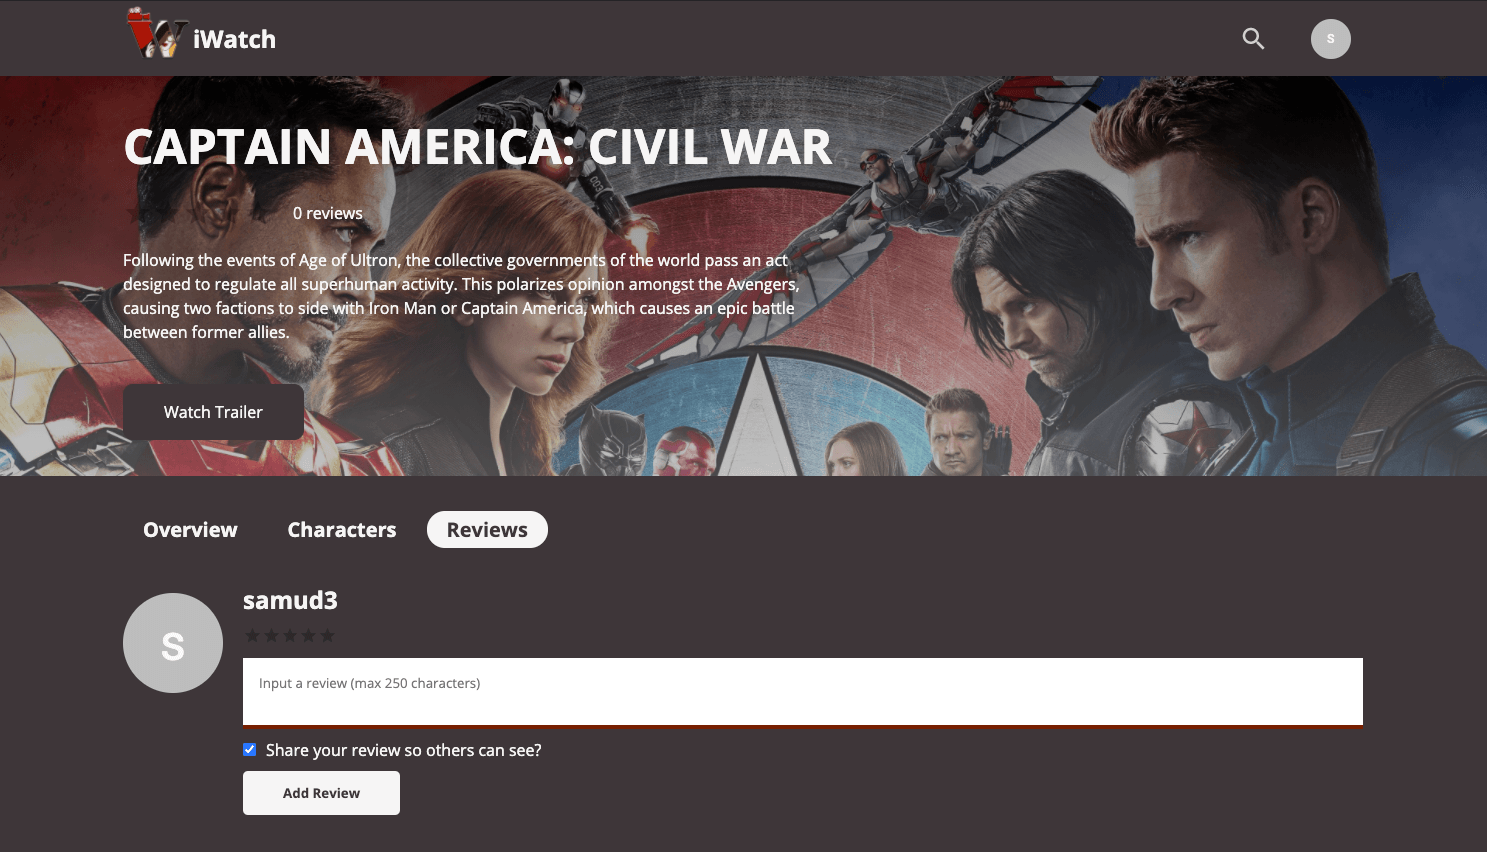 W iWatch
S
CAPTAIN AMERICA: CIVIL WAR
0 reviews
Following the events of Age of Ultron, the collective governments of the world pass an act
designed to regulate all superhuman activity. This polarizes opinion amongst the Avengers,
causing two factions to side with Iron Man or Captain America, which causes an epic battle
between former allies.
Watch Trailer
Overview Characters Reviews
samud3
S
Input a review (max 250 characters)
Share your review so others can see?
Add Review
003